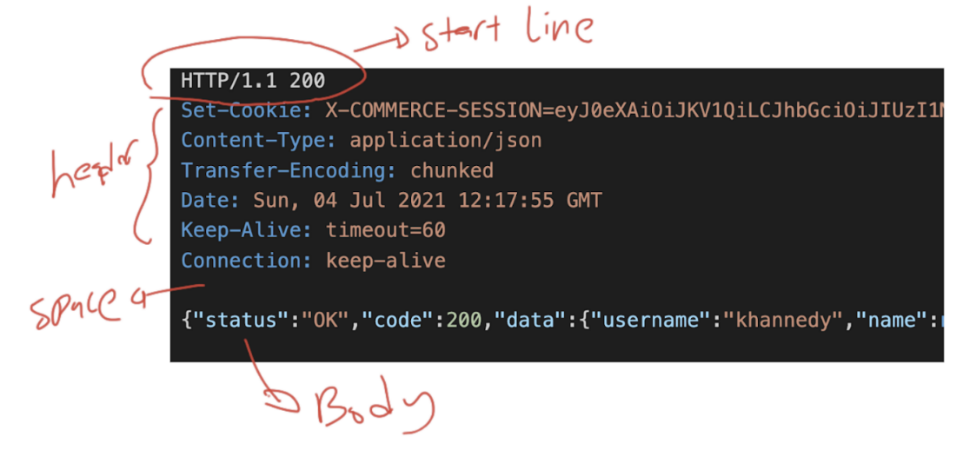 start line
HTTP/1.1 200
Set-Cookie: X-COMMERCE-SESSION=eyJ0eXAiOiJKV1QiLCJhbGciOiJIUzI1N
header
Content-Type: application/json
Transfer-Encoding: chunked
Date: Sun, 04 Jul 2021 12:17:55 GMT
Keep-Alive: timeout=60
Connection: keep-alive
space
{"status":"OK","code":200,"data":{"username":"khannedy","name":
Body